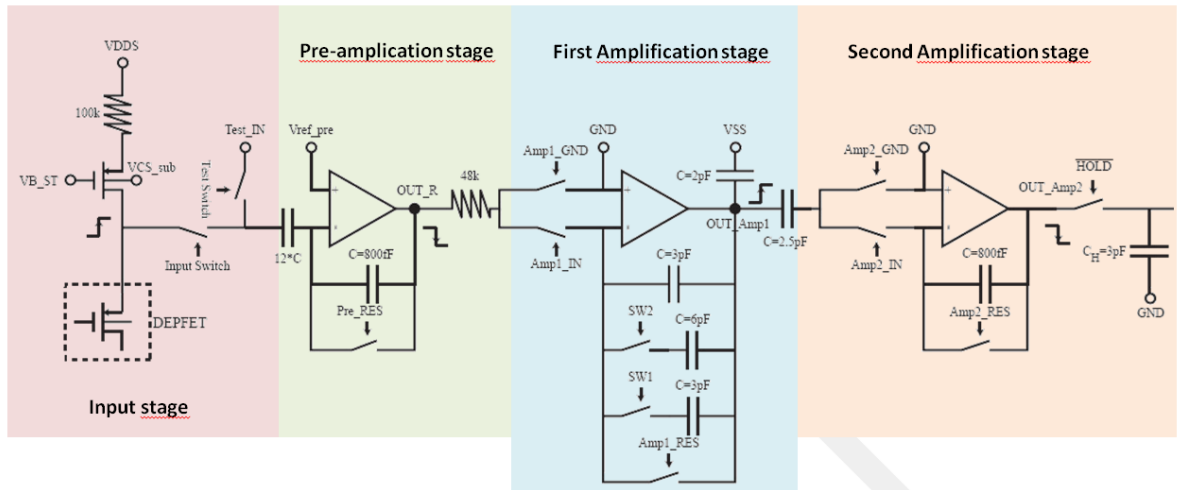 Pre-amplication stage
First Amplification stage
Second Amplification stage
VDDS
100k
Test_IN
Vref_pre
GND
VSS
GND
VB_ST
VCS_sub
Test Switch
Amp1_GND
C=2pF
Amp2_GND
HOLD
OUT_R
48k
OUT_Amp1
OUT_Amp2
Input Switch
12*C
C=800fF
Amp1_IN
C=3pF
C=2.5pF
Amp2_IN
C=800fF
CH=3pF
Pre_RES
SW2
C=6pF
Amp2_RES
GND
DEPFET
SW1
C=3pF
Input stage
Amp1_RES
+
-
+
-
+
-